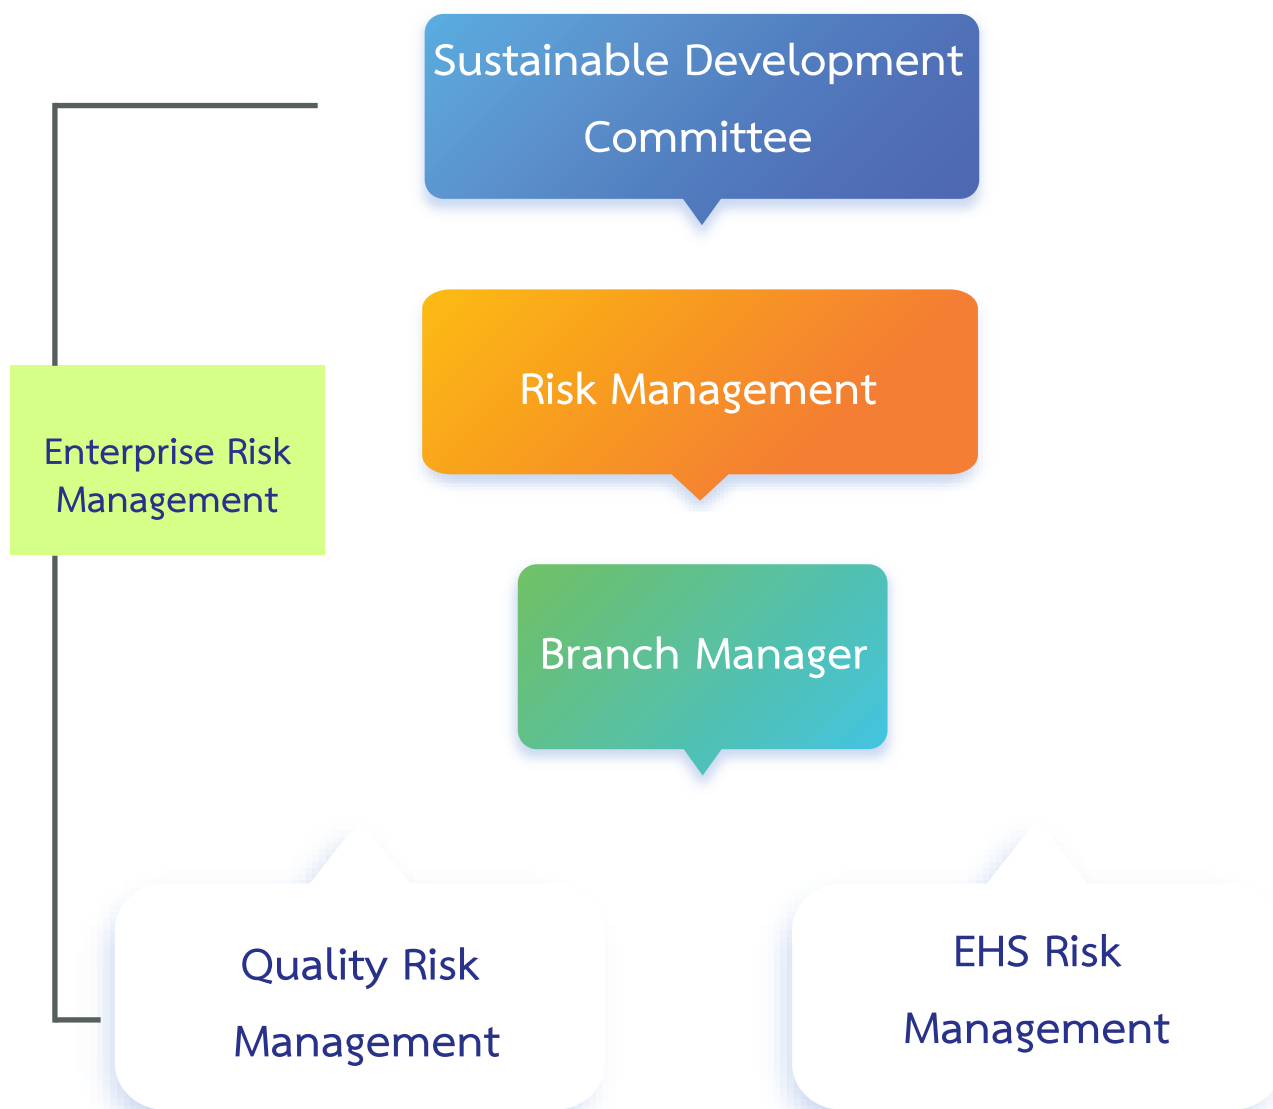 Sustainable Development
Committee
Risk Management
Enterprise Risk
Management
Branch Manager
Quality Risk
Management
EHS Risk
Management